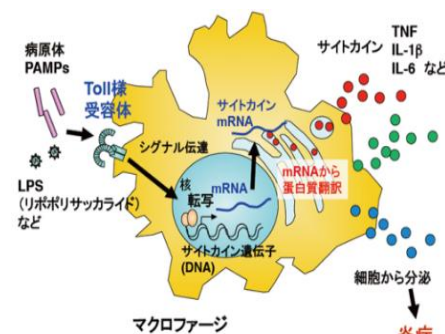 病原体
PAMPs
Toll様
受容体
LPS
(リポポリサッカライド)
など
シグナル伝達
核
転写
mRNA
サイトカイン遺伝子
(DNA)
サイトカイン
mRNA
mRNAから
蛋白質翻訳
サイトカイン
TNF
IL-1β
IL-6 など
細胞から分泌
マクロファージ